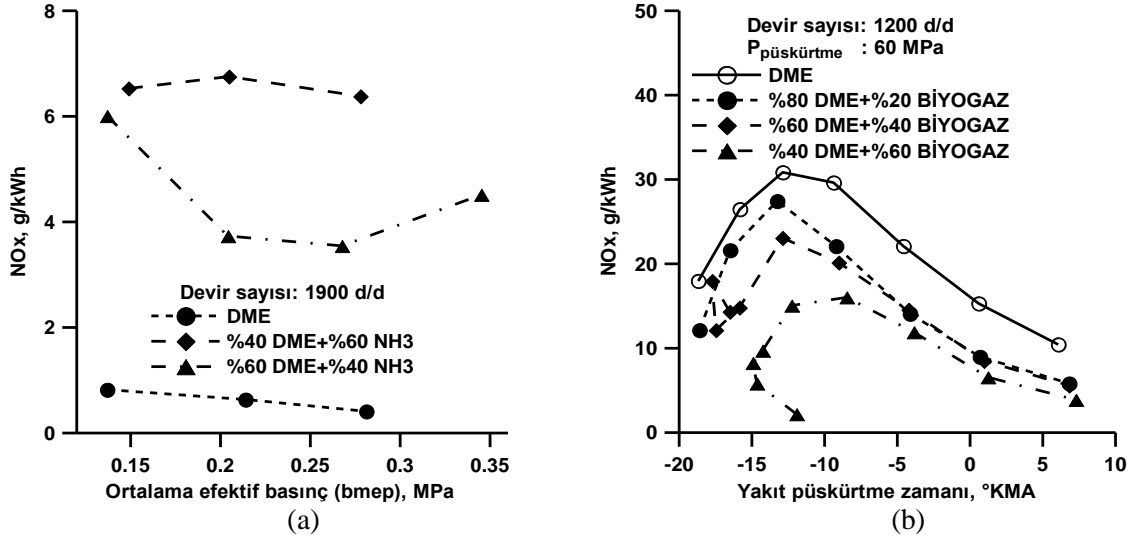 8
6
4
2
0
NOx, g/kWh
Devir sayısı: 1900 d/d
DME
%40 DME+%60 NH3
%60 DME+%40 NH3
0.15
0.2
0.25
0.3
0.35
Ortalama efektif basınç (bmep), MPa
(a)
50
40
30
20
10
0
NOx, g/kWh
Devir sayısı: 1200 d/d
Ppüskürtme : 60 MPa
DME
%80 DME+%20 BİYOGAZ
%60 DME+%40 BİYOGAZ
%40 DME+%60 BİYOGAZ
-20
-15
-10
-5
0
5
10
Yakıt püskürtme zamanı, °KMA
(b)